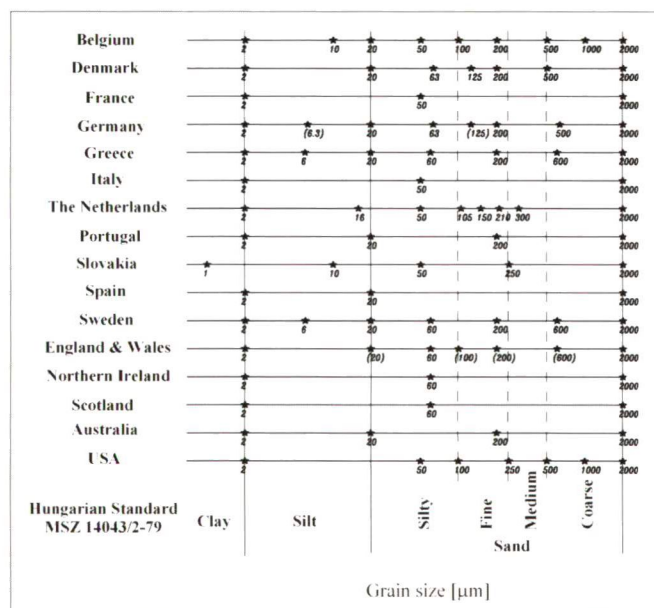 Belgium
2 10 20 50 100 200 500 1000 2000
Denmark
2 20 63 125 200 500 2000
France
2 50 2000
Germany
2 (6.3) 20 63 (125) 200 500 2000
Greece
2 6 20 60 200 600 2000
Italy
2 50 2000
The Netherlands
2 16 50 105 150 210 300 2000
Portugal
2 20 200 2000
Slovakia
1 10 50 250 2000
Spain
2 20 2000
Sweden
2 6 20 60 200 600 2000
England & Wales
2 (20) 60 (100) (200) (600) 2000
Northern Ireland
2 60 2000
Scotland
2 60 2000
Australia
2 20 200 2000
USA
2 50 100 250 500 1000 2000
Hungarian Standard
MSZ 14043/2-79
Clay Silt Silty Fine Medium Coarse
Sand
Grain size [μm]